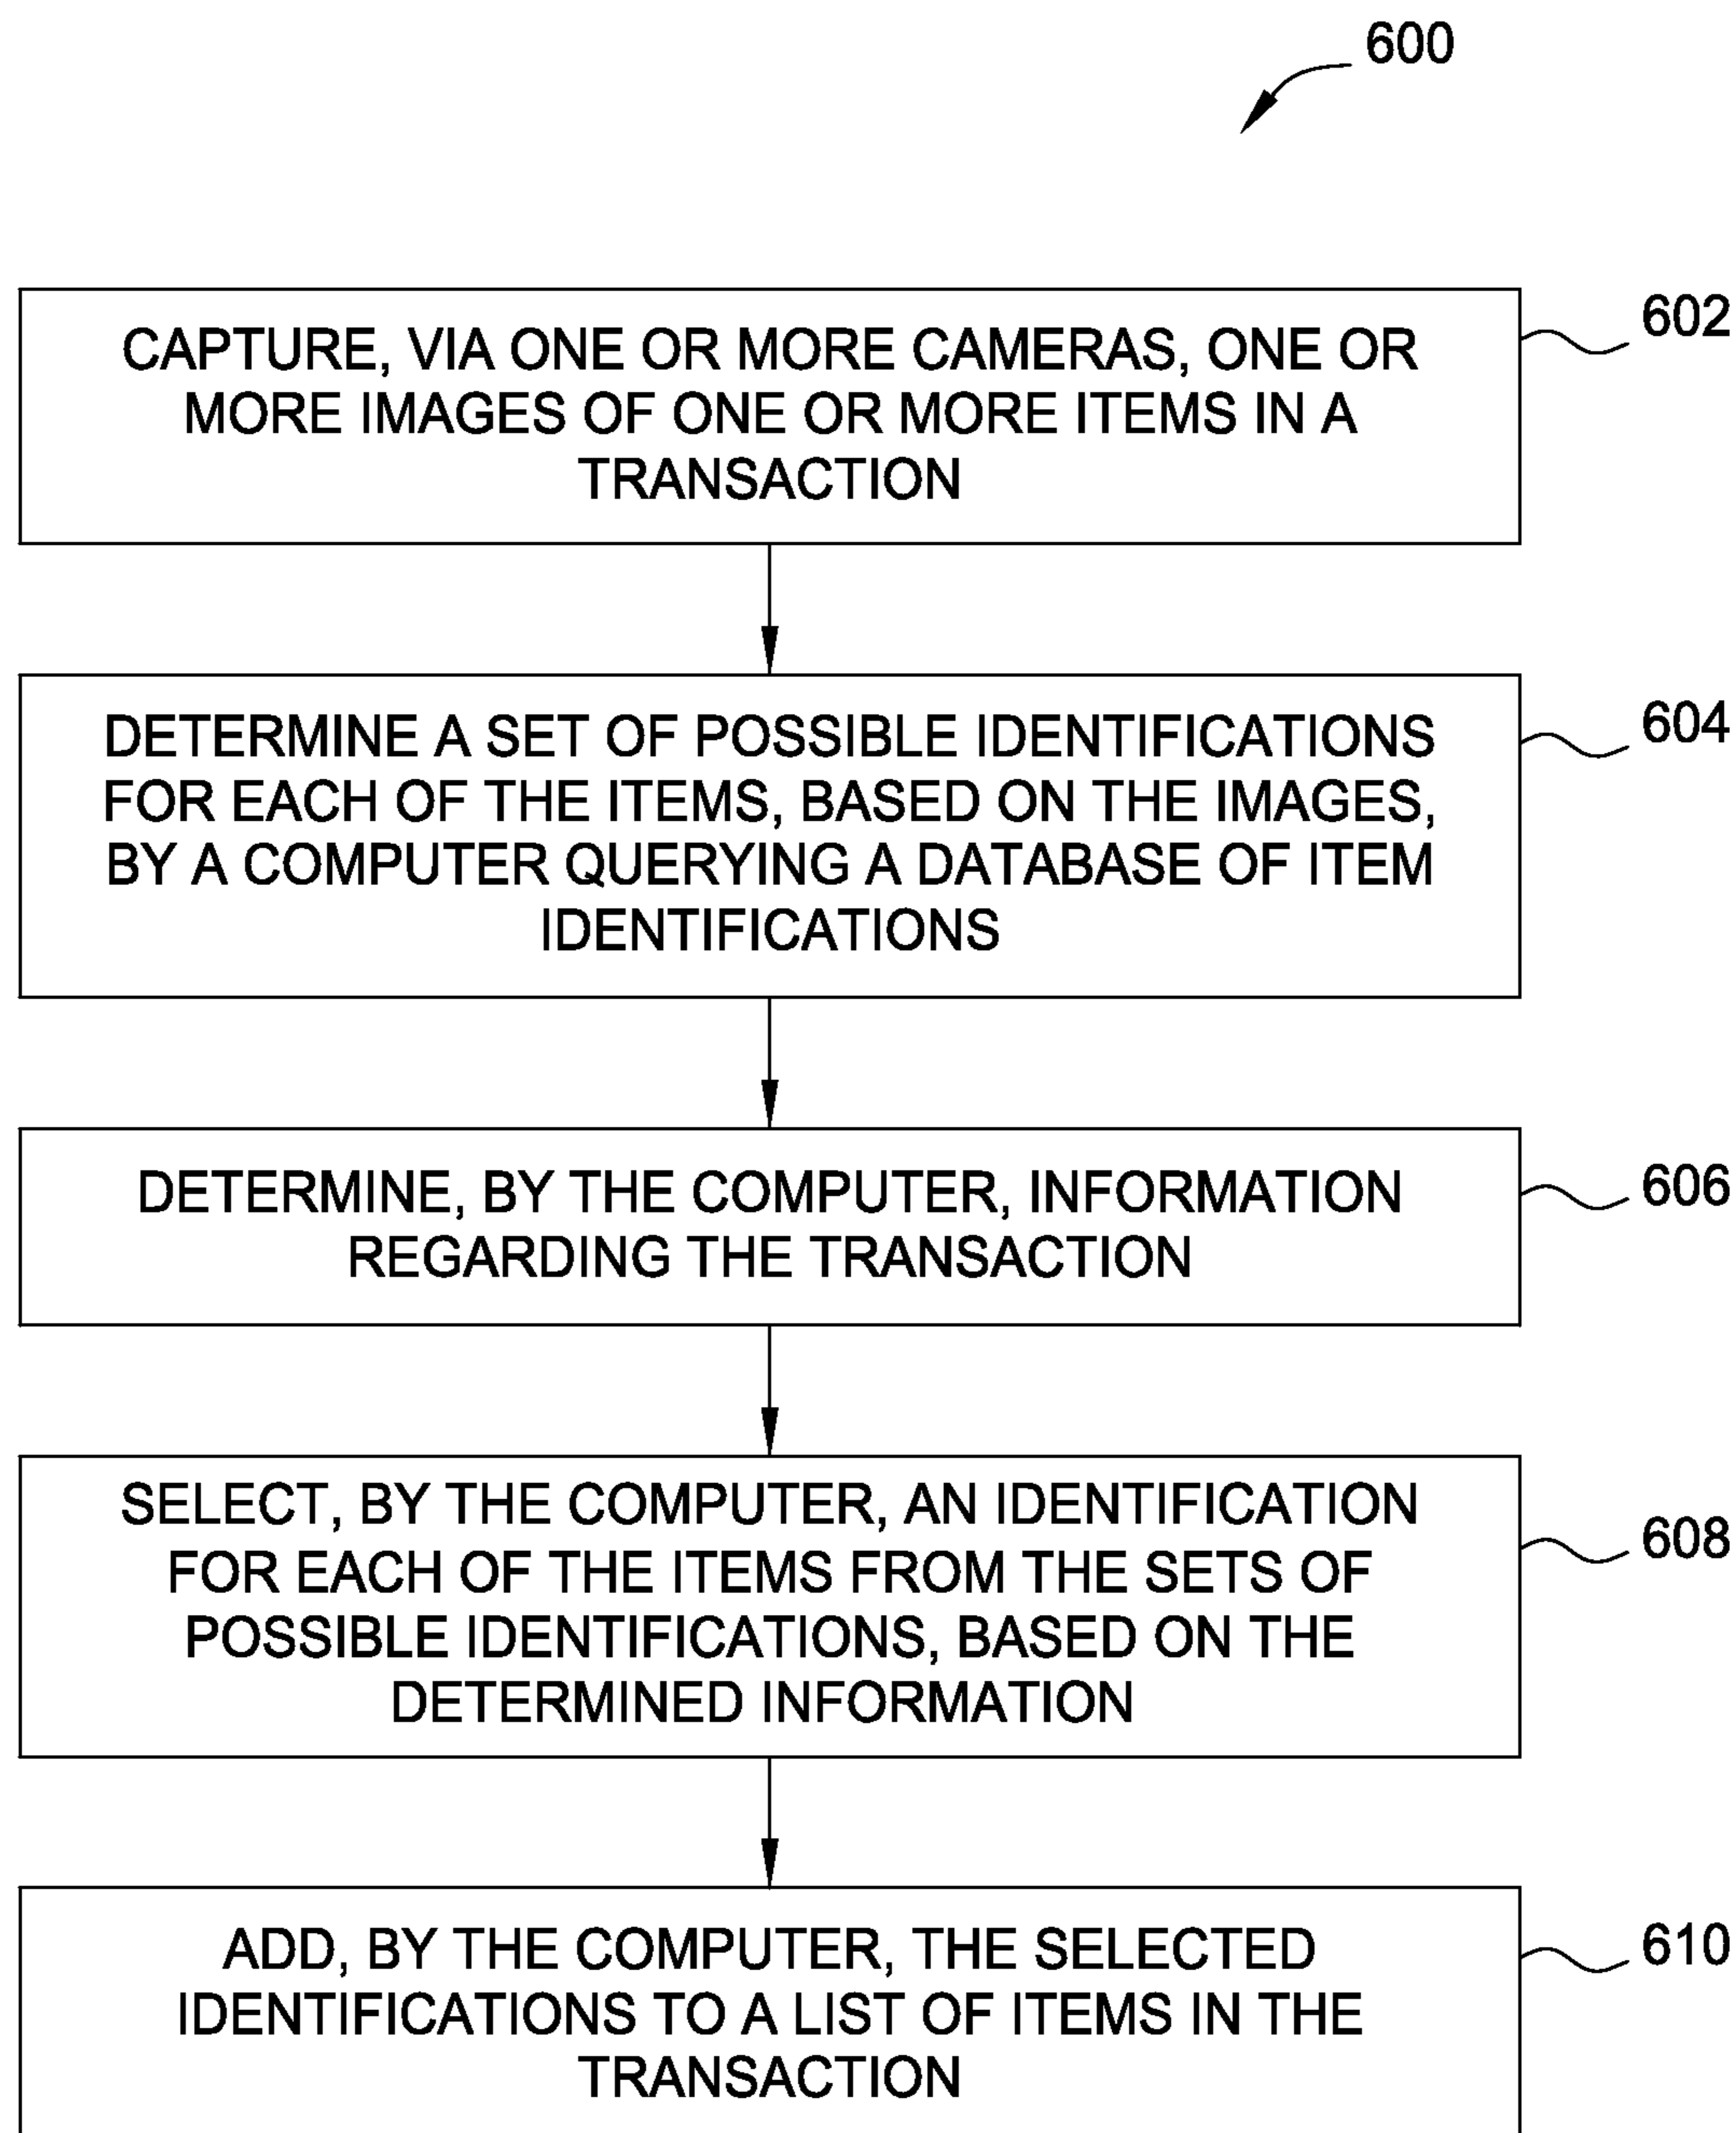 600
CAPTURE, VIA ONE OR MORE CAMERAS, ONE OR
MORE IMAGES OF ONE OR MORE ITEMS IN A
TRANSACTION
602
DETERMINE A SET OF POSSIBLE IDENTIFICATIONS
FOR EACH OF THE ITEMS, BASED ON THE IMAGES,
BY A COMPUTER QUERYING A DATABASE OF ITEM
IDENTIFICATIONS
604
DETERMINE, BY THE COMPUTER, INFORMATION
REGARDING THE TRANSACTION
606
SELECT, BY THE COMPUTER, AN IDENTIFICATION
FOR EACH OF THE ITEMS FROM THE SETS OF
POSSIBLE IDENTIFICATIONS, BASED ON THE
DETERMINED INFORMATION
608
ADD, BY THE COMPUTER, THE SELECTED
IDENTIFICATIONS TO A LIST OF ITEMS IN THE
TRANSACTION
610